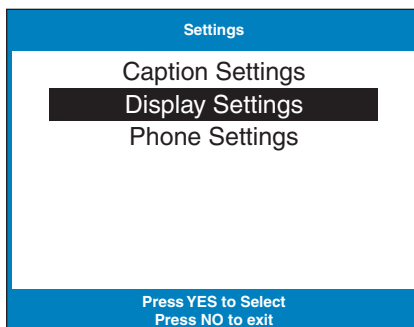 Settings
Caption Settings
Display Settings
Phone Settings
Press YES to Select
Press NO to exit